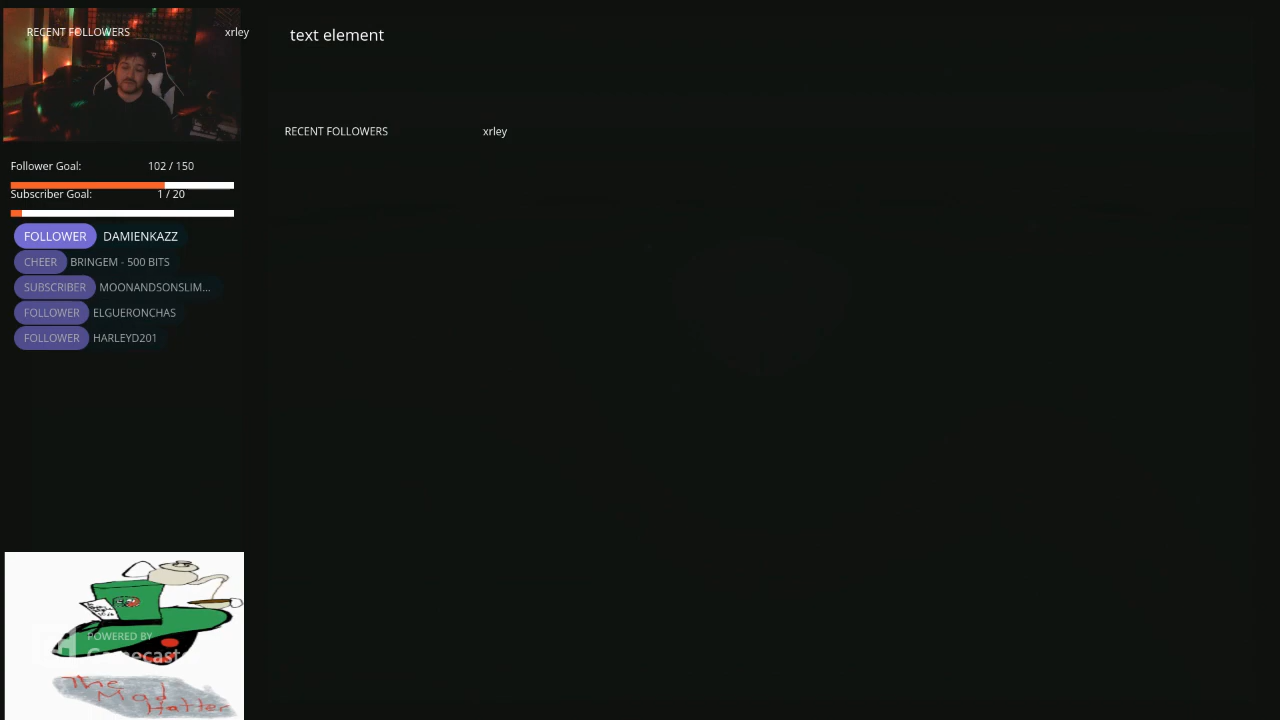 RECENT FOLLOWERS xrley
text element
RECENT FOLLOWERS xrley
Follower Goal: 102 / 150
Subscriber Goal: 1 / 20
FOLLOWER DAMIENKAZZ
CHEER BRINGEM - 500 BITS
SUBSCRIBER MOONANDSONSLIM...
FOLLOWER ELGUERONCHAS
FOLLOWER HARLEYD201
POWERED BY
Gamecaster
The
Mad
Hatter